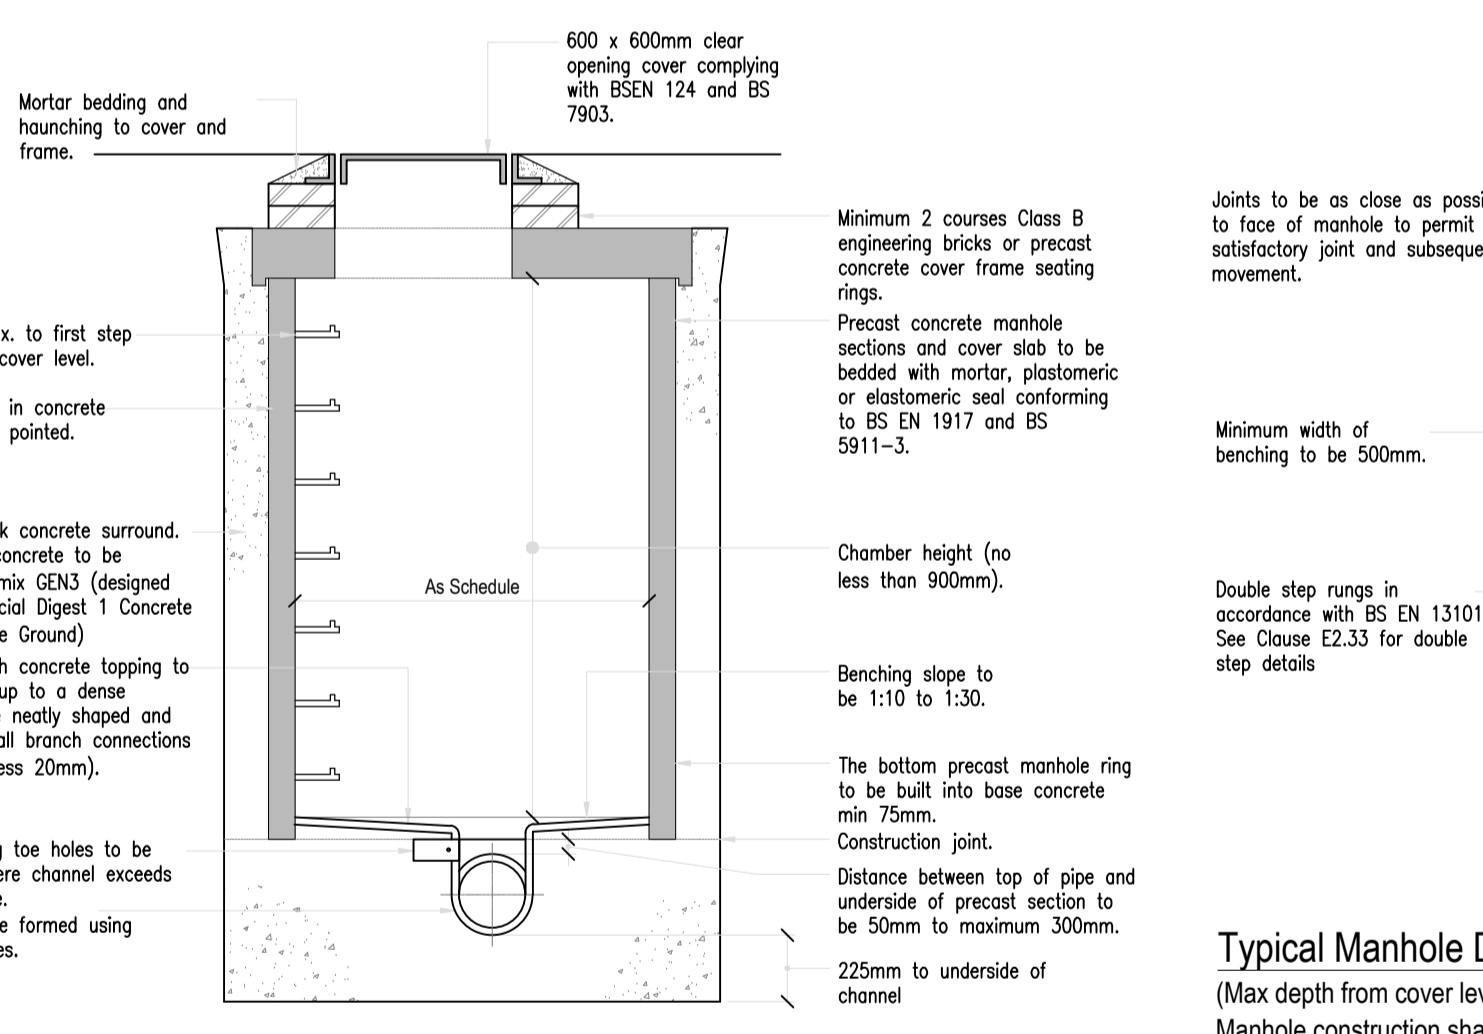 600 x 600mm clear
opening cover complying
with BSEN 124 and BS
7903.
Mortar bedding and
haunching to cover and
frame.
to first step
cover level.
in concrete
pointed.
concrete surround.
concrete to be
mix GEN3 (designed
Digest 1 Concrete
Ground)
concrete topping to
up to a dense
neatly shaped and
all branch connections
20mm).
toe holes to be
channel exceeds
formed using
As Schedule
Minimum 2 courses Class B
engineering bricks or precast
concrete cover frame seating
rings.
Precast concrete manhole
sections and cover slab to be
bedded with mortar, plastomeric
or elastomeric seal conforming
to BS EN 1917 and BS
5911-3.
Chamber height (no
less than 900mm).
Benching slope to
be 1:10 to 1:30.
The bottom precast manhole ring
to be built into base concrete
min 75mm.
Construction joint.
Distance between top of pipe and
underside of precast section to
be 50mm to maximum 300mm.
225mm to underside of
channel
Joints to be as close as
to face of manhole to permit
satisfactory joint and
movement.
Minimum width of
benching to be 500mm.
Double step rungs in
accordance with BS EN 13101
See Clause E2.33 for double
step details
Typical Manhole
(Max depth from cover
Manhole construction